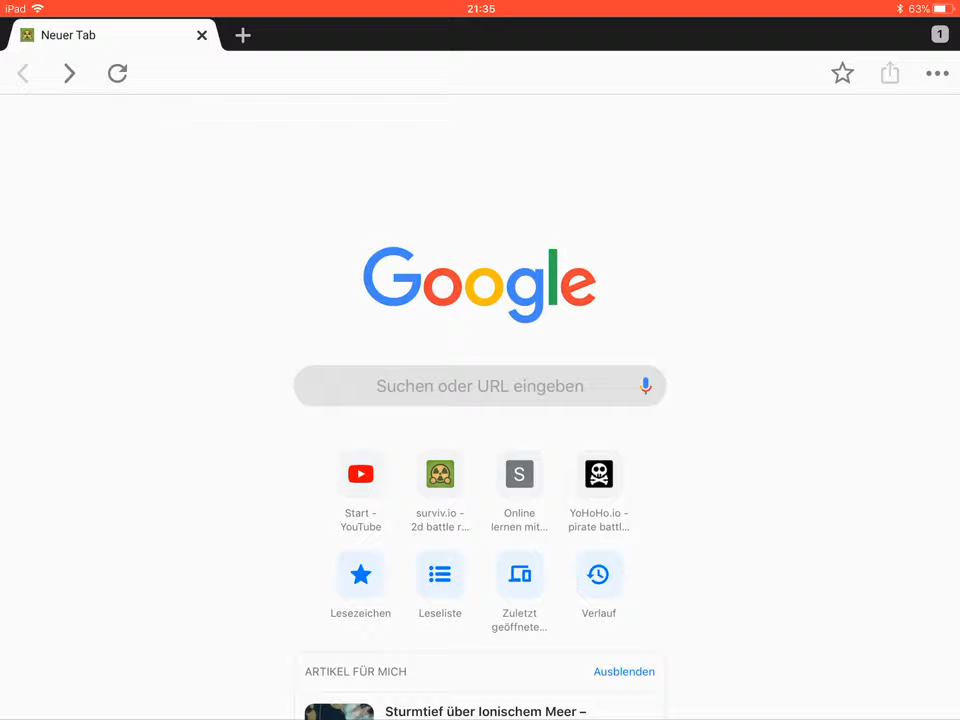 iPad
21:35
63%
Neuer Tab
1
Google
Suchen oder URL eingeben
S
Start -
YouTube
surviv.io -
2d battle r...
Online
lernen mit...
YoHoHo.io -
pirate battl...
Lesezeichen
Leseliste
Zuletzt
geöffnete...
Verlauf
ARTIKEL FÜR MICH
Ausblenden
Sturmtief über Ionischem Meer –